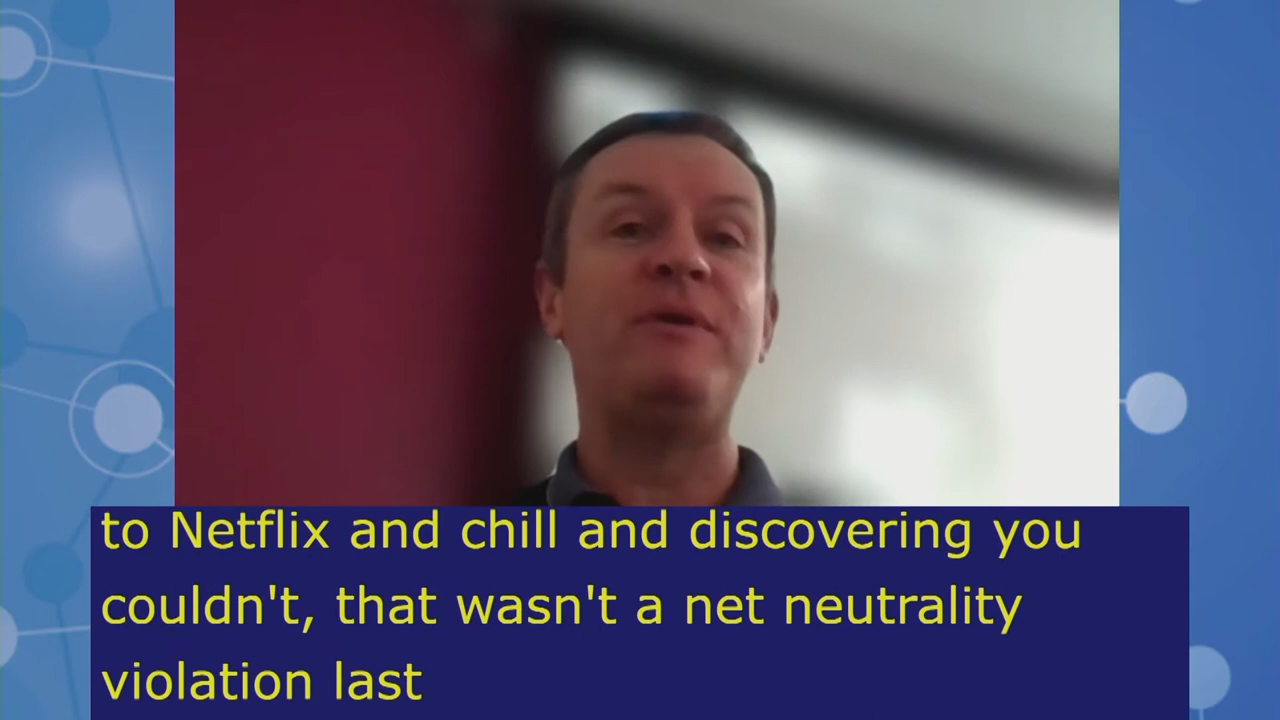 to Netflix and chill and discovering you
couldn't, that wasn't a net neutrality
violation last